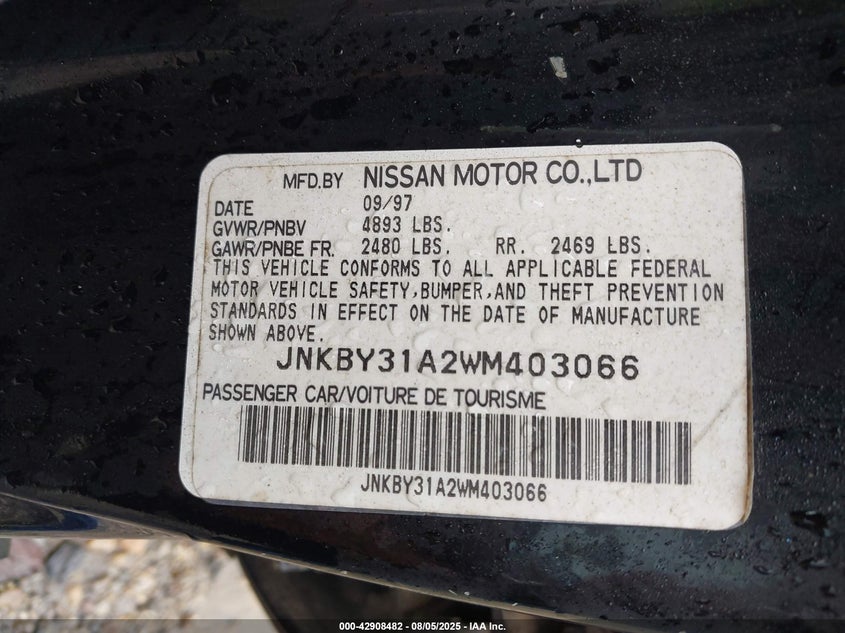 MFD.BY NISSAN MOTOR CO.,LTD
DATE 09/97
GVWR/PNBV 4893 LBS.
GAWR/PNBE FR. 2480 LBS. RR. 2469 LBS.
THIS VEHICLE CONFORMS TO ALL APPLICABLE FEDERAL
MOTOR VEHICLE SAFETY,BUMPER,AND THEFT PREVENTION
STANDARDS IN EFFECT ON THE DATE OF MANUFACTURE
SHOWN ABOVE.
JNKBY31A2WM403066
PASSENGER CAR/VOITURE DE TOURISME
JNKBY31A2WM403066
000-42908482 - 08/05/2025 - IAA Inc.